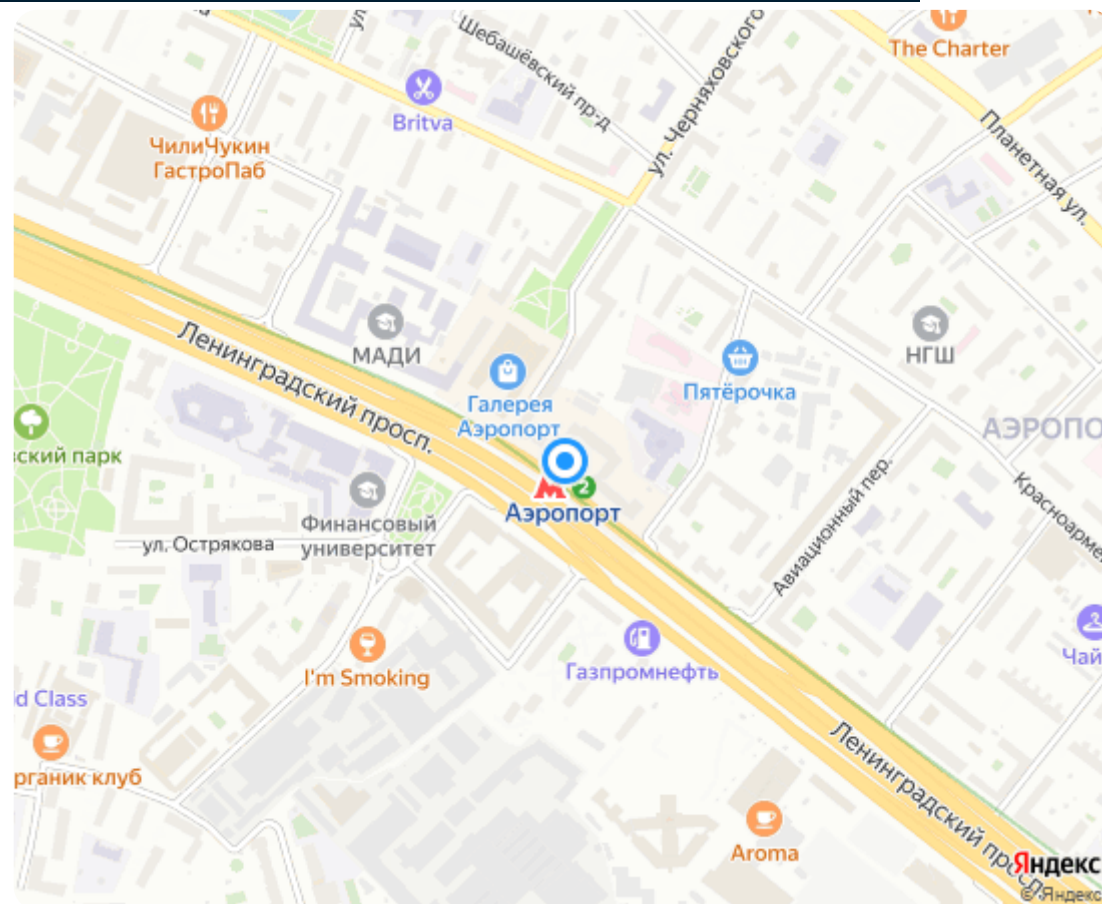 Шебашёвский пр-д
ул. Черняховского
The Charter
Britva
ЧилиЧукин
ГастроПаб
Планетная ул.
Ленинградский просп.
МАДИ
НГШ
Галерея
Аэропорт
Пятёрочка
ский парк
АЭРОПО
Аэропорт
2
Финансовый
университет
ул. Острякова
Авиационный пер.
Красноарме
I'm Smoking
Газпромнефть
Чай
d Class
рганик клуб
Ленинградский просп.
Aroma
Яндекс
© Яндекс